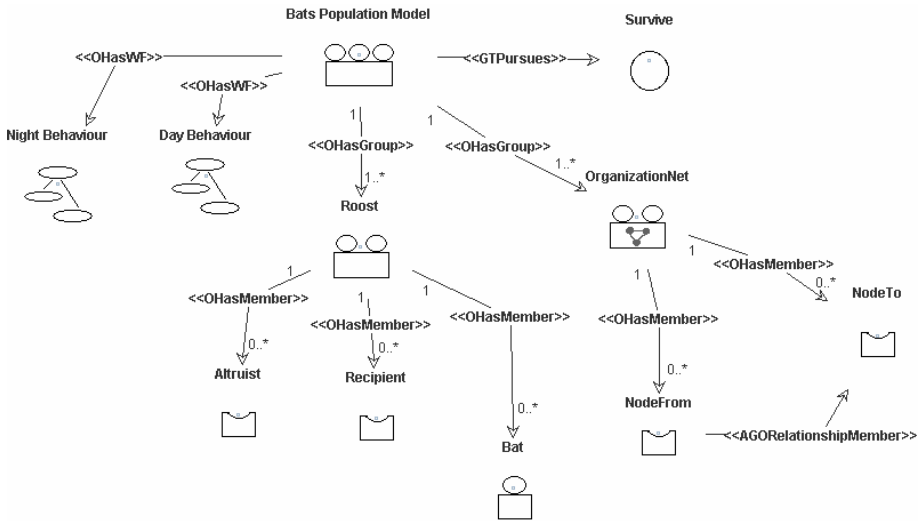 Bats Population Model
Survive
<<OHasWF>>
<<GTPursues>>
<<OHasWF>>
1
1
Night Behaviour
Day Behaviour
<<OHasGroup>>
<<OHasGroup>>
1..*
1..*
OrganizationNet
Roost
1
1
1
1
1
<<OHasMember>>
<<OHasMember>>
0..*
NodeTo
<<OHasMember>>
<<OHasMember>>
<<OHasMember>>
0..*
0..*
0..*
Altruist
Recipient
NodeFrom
0..*
<<AGORelationshipMember>>
Bat